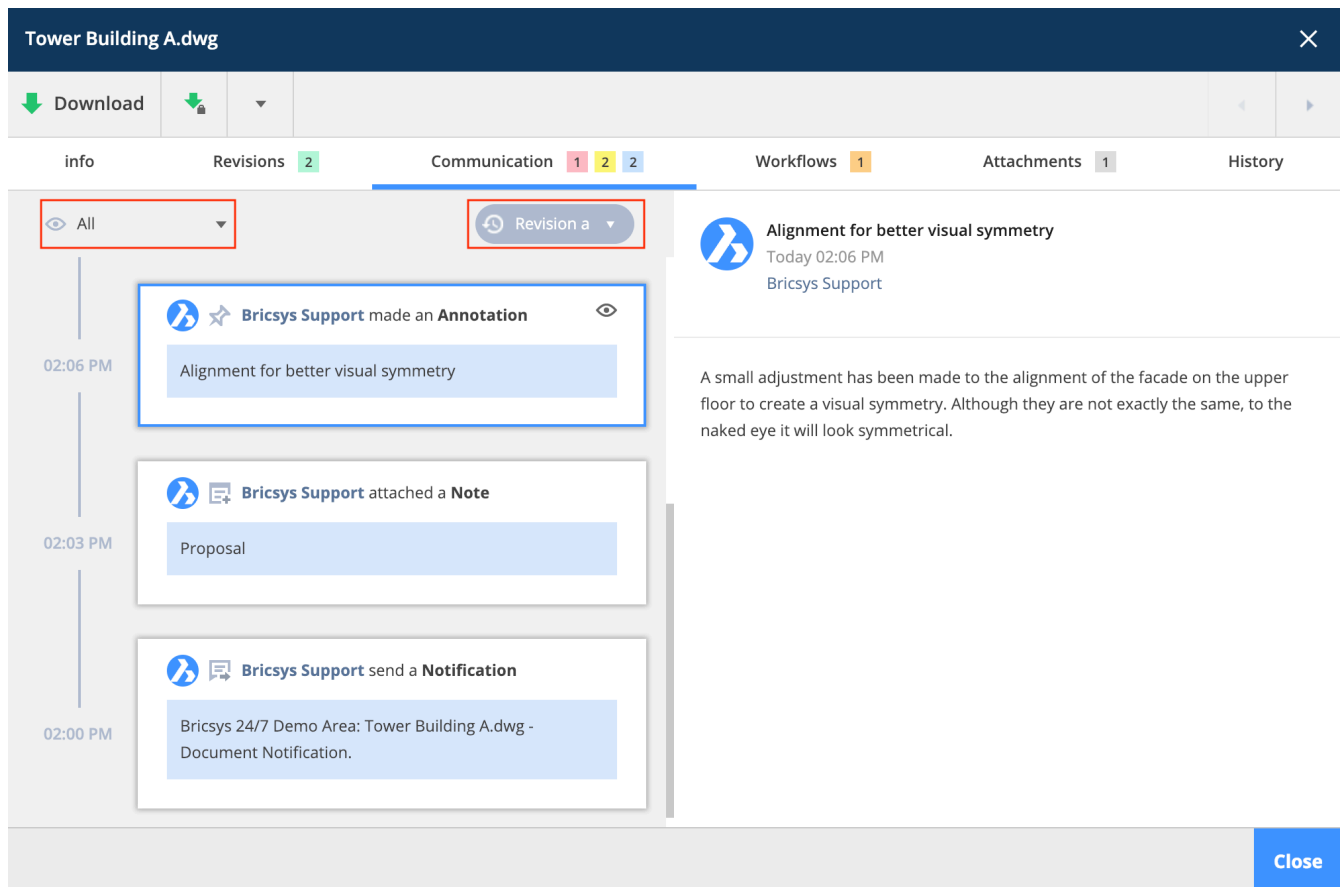 Tower Building A.dwg
Download
info
Revisions 2
Communication 1 2 2
Workflows 1
Attachments 1
History
All
Revision a
02:06 PM
Bricsys Support made an Annotation
Alignment for better visual symmetry
02:03 PM
Bricsys Support attached a Note
Proposal
02:00 PM
Bricsys Support send a Notification
Bricsys 24/7 Demo Area: Tower Building A.dwg -
Document Notification.
Alignment for better visual symmetry
Today 02:06 PM
Bricsys Support
A small adjustment has been made to the alignment of the facade on the upper
floor to create a visual symmetry. Although they are not exactly the same, to the
naked eye it will look symmetrical.
Close